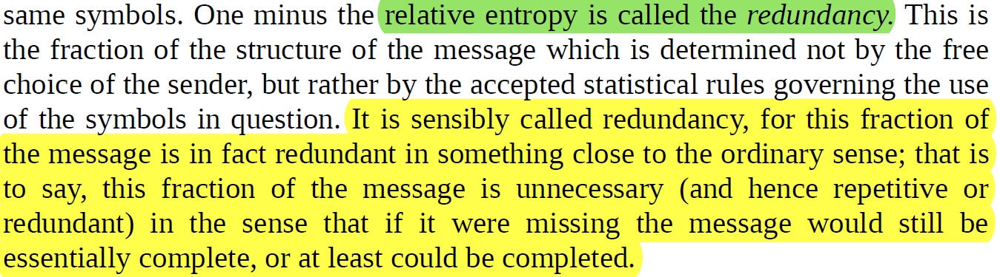 same symbols. One minus the relative entropy is called the redundancy. This is
the fraction of the structure of the message which is determined not by the free
choice of the sender, but rather by the accepted statistical rules governing the use
of the symbols in question. It is sensibly called redundancy, for this fraction of
the message is in fact redundant in something close to the ordinary sense; that is
to say, this fraction of the message is unnecessary (and hence repetitive or
redundant) in the sense that if it were missing the message would still be
essentially complete, or at least could be completed.